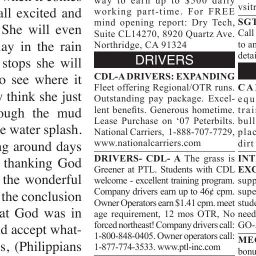 all excited and
She will even
ay in the rain
stops she will
o see where it
y think she just
ough the mud
e water splash.
ng around days
thanking God
the wonderful
the conclusion
at God was in
d accept what-
s, (Philippians
way to earn up to $500 daily
working part-time. For FREE
mind opening report: Dry Tech,
Suite CL14270, 8920 Quartz Ave.
Northridge, CA 91324
DRIVERS
CDL-A DRIVERS: EXPANDING
Fleet offering Regional/OTR runs.
Outstanding pay package. Excel-
lent benefits. Generous hometime.
Lease Purchase on '07 Peterbilts.
National Carriers, 1-888-707-7729,
www.nationalcarriers.com
DRIVERS- CDL- A The grass is
Greener at PTL. Students with CDL
welcome - excellent training program.
Company drivers earn up to 46¢ cpm.
Owner Operators earn $1.41 cpm. meet
age requirement, 12 mos OTR, No
forced northeast! Company drivers call:
1-800-848-0405. Owner operators call:
1-877-774-3533. www.ptl-inc.com
visitn
SGT
Call
to an
detai
CA
equ
train
bull
plac
dirt
INT
EXC
supp
supe
stud
need
GO-
MEC
bonu